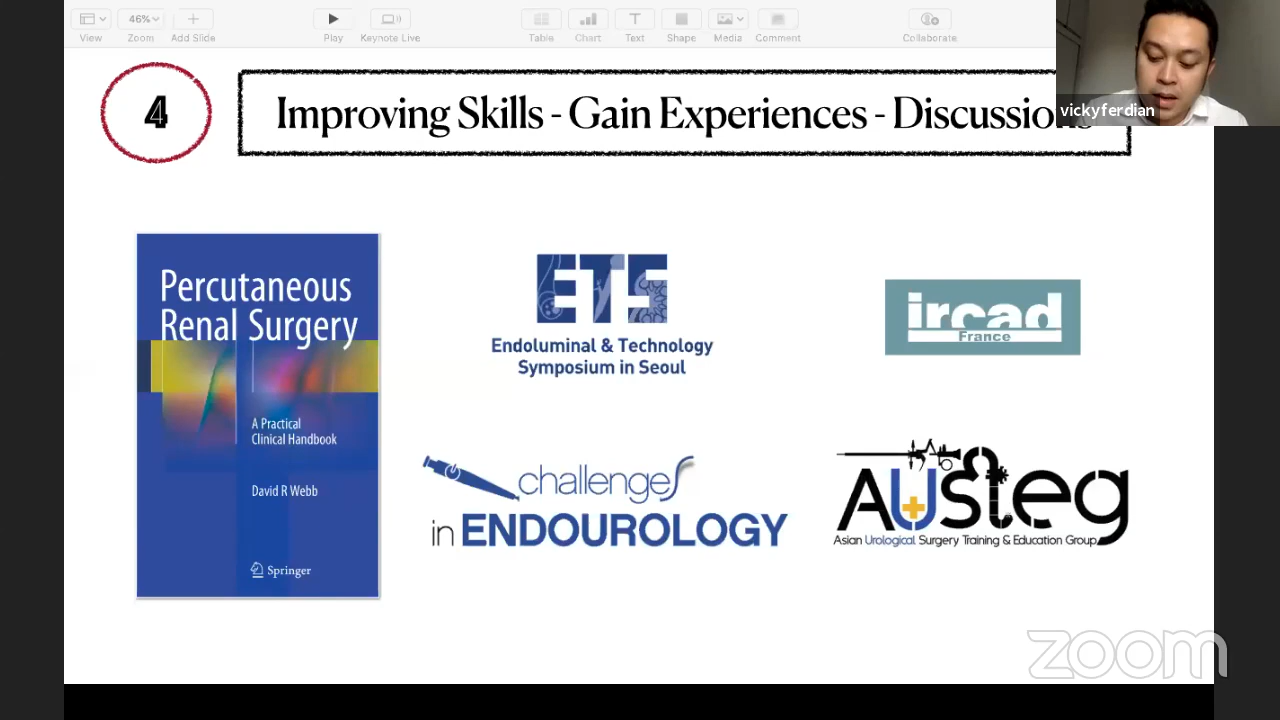 46%
View
Zoom
Add Slide
Play
Keynote Live
Table
Chart
Text
Shape
Media
Comment
Collaborate
vickyferdian
4
Improving Skills - Gain Experiences - Discussions
Percutaneous
Renal Surgery
A Practical
Clinical Handbook
David R Webb
Springer
ETS
Endoluminal & Technology
Symposium in Seoul
ircad
France
challenges
in ENDOUROLOGY
AUSteg
Asian Urological Surgery Training & Education Group
zoom